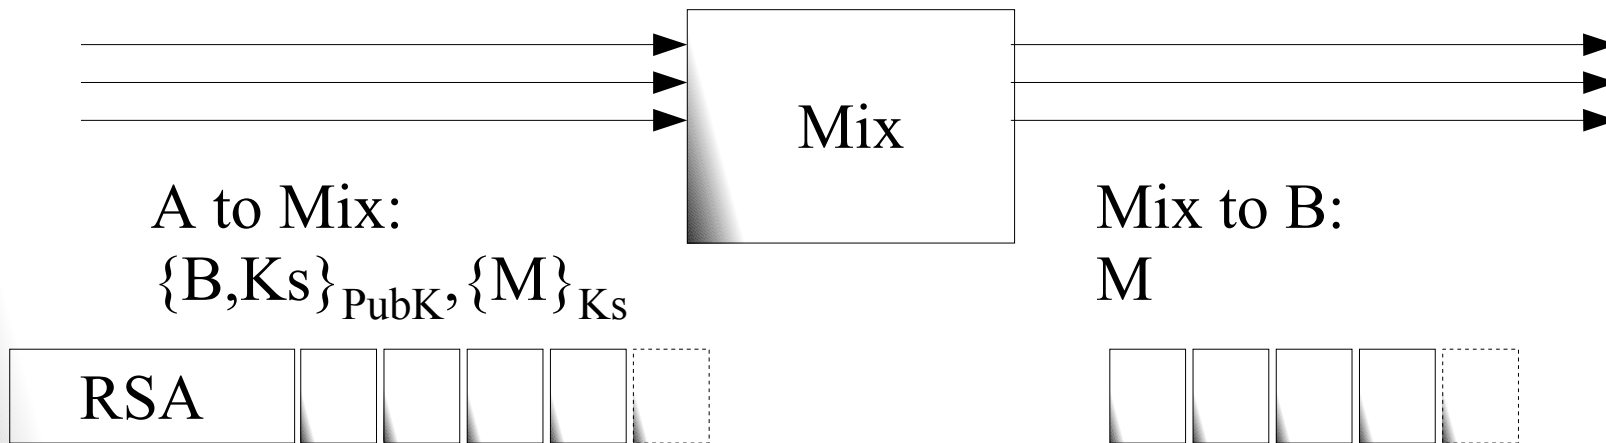 Mix
A to Mix:
{B,Ks}PubK,{M}Ks
Mix to B:
M
RSA